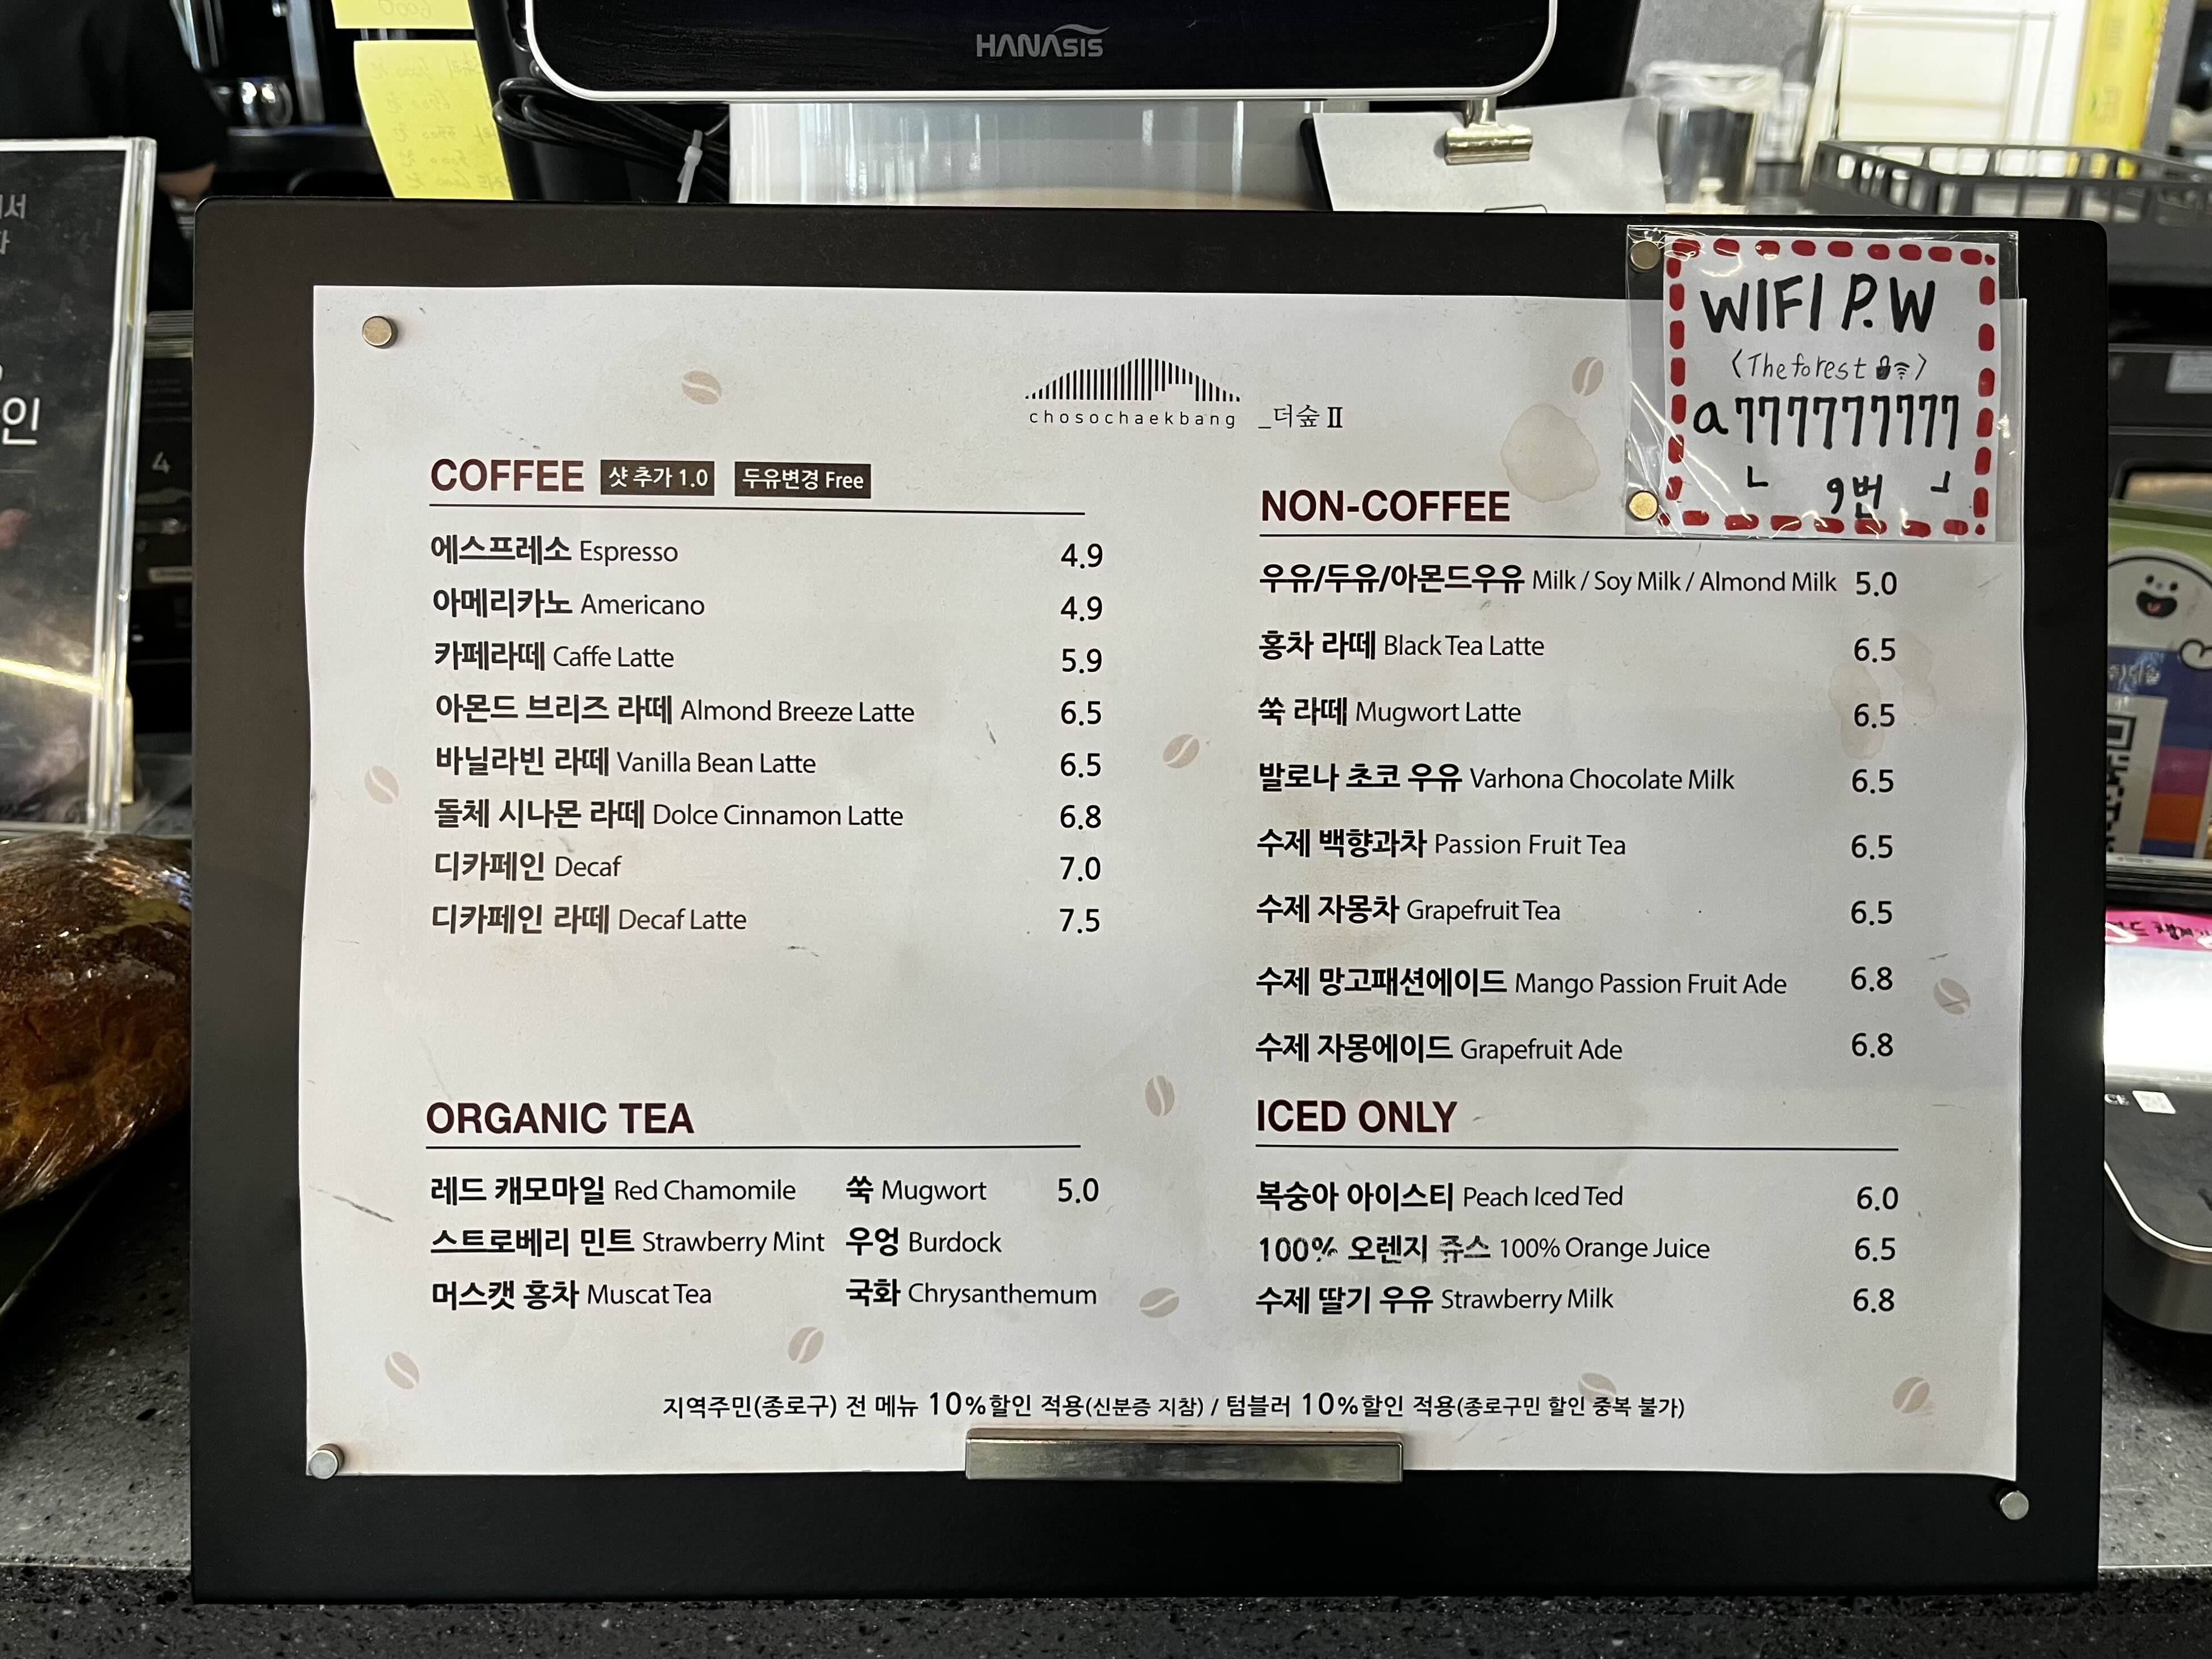 HANAsis
WIFI P.W
<The forest>
a777777777
9번
chosochaekbang _더숲 II
COFFEE 샷 추가 1.0 두유변경 Free
에스프레소 Espresso 4.9
아메리카노 Americano 4.9
카페라떼 Caffe Latte 5.9
아몬드 브리즈 라떼 Almond Breeze Latte 6.5
바닐라빈 라떼 Vanilla Bean Latte 6.5
돌체 시나몬 라떼 Dolce Cinnamon Latte 6.8
디카페인 Decaf 7.0
디카페인 라떼 Decaf Latte 7.5
NON-COFFEE
우유/두유/아몬드우유 Milk / Soy Milk / Almond Milk 5.0
홍차 라떼 Black Tea Latte 6.5
쑥 라떼 Mugwort Latte 6.5
발로나 초코 우유 Varhona Chocolate Milk 6.5
수제 백향과차 Passion Fruit Tea 6.5
수제 자몽차 Grapefruit Tea 6.5
수제 망고패션에이드 Mango Passion Fruit Ade 6.8
수제 자몽에이드 Grapefruit Ade 6.8
ORGANIC TEA
레드 캐모마일 Red Chamomile 쑥 Mugwort 5.0
스트로베리 민트 Strawberry Mint 우엉 Burdock
머스캣 홍차 Muscat Tea 국화 Chrysanthemum
ICED ONLY
복숭아 아이스티 Peach Iced Ted 6.0
100% 오렌지 쥬스 100% Orange Juice 6.5
수제 딸기 우유 Strawberry Milk 6.8
지역주민(종로구) 전 메뉴 10%할인 적용(신분증 지참) / 텀블러 10%할인 적용(종로구민 할인 중복 불가)